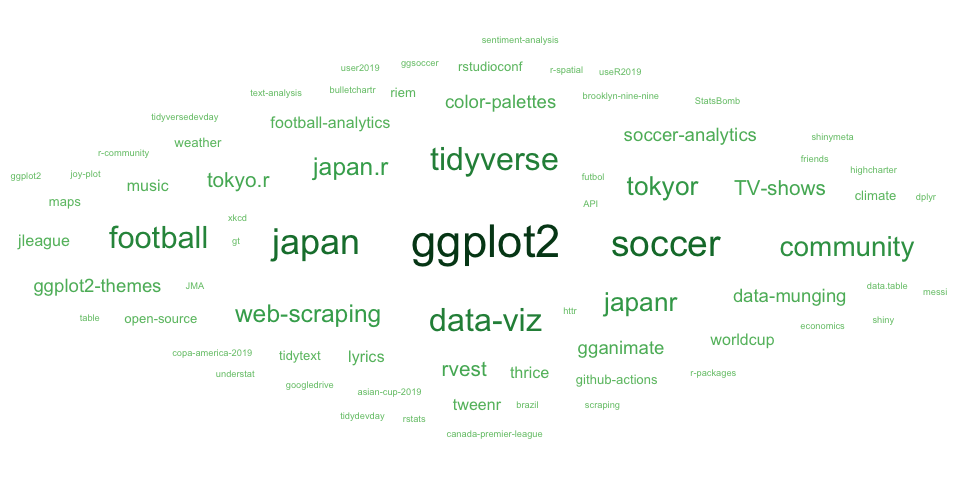 sentiment-analysis
user2019 ggsoccer rstudioconf r-spatial useR2019
text-analysis bulletchartr riem color-palettes brooklyn-nine-nine StatsBomb
tidyversedevday football-analytics soccer-analytics shinymeta
r-community weather japan.r tidyverse friends
ggplot2 joy-plot music tokyo.r futbol tokyor TV-shows highcharter
maps xkcd API climate dplyr
jleague football gt japan ggplot2 soccer community
ggplot2-themes JMA japanr data-munging data.table messi
table open-source web-scraping data-viz httr economics shiny
copa-america-2019 tidytext lyrics gganimate worldcup
understat googledrive rvest thrice github-actions r-packages
asian-cup-2019 tweenr brazil scraping
tidydevday rstats
canada-premier-league